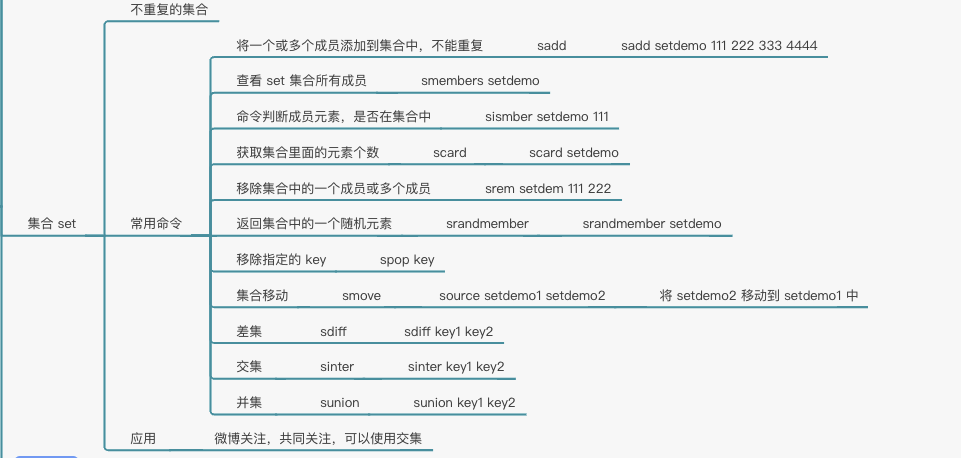 不重复的集合
将一个或多个成员添加到集合中，不能重复 sadd sadd setdemo 111 222 333 4444
查看 set 集合所有成员 smembers setdemo
命令判断成员元素，是否在集合中 sismber setdemo 111
获取集合里面的元素个数 scard scard setdemo
移除集合中的一个成员或多个成员 srem setdem 111 222
集合 set 常用命令 返回集合中的一个随机元素 srandmember srandmember setdemo
移除指定的 key spop key
集合移动 smove source setdemo1 setdemo2 将 setdemo2 移动到 setdemo1 中
差集 sdiff sdiff key1 key2
交集 sinter sinter key1 key2
并集 sunion sunion key1 key2
应用 微博关注，共同关注，可以使用交集